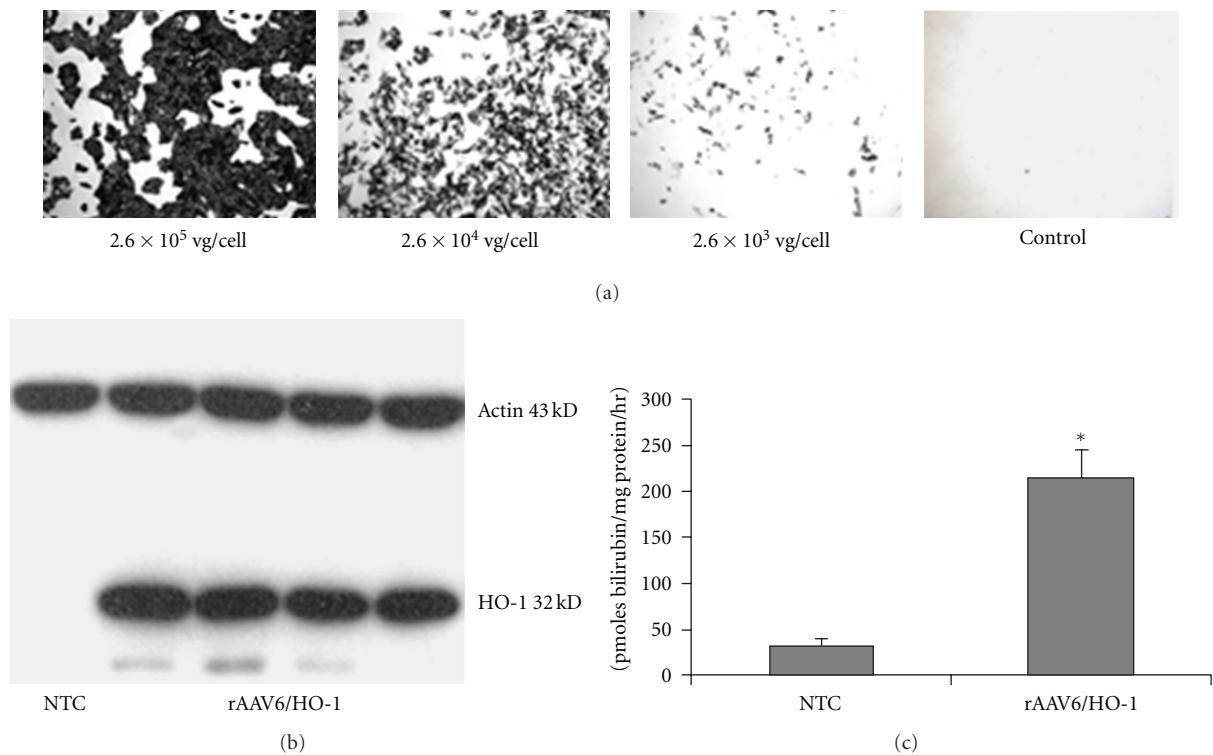 2.6 × 10⁵ vg/cell
2.6 × 10⁴ vg/cell
2.6 × 10³ vg/cell
Control
(a)
Actin 43 kD
HO-1 32 kD
NTC
rAAV6/HO-1
(b)
(pmoles bilirubin/mg protein/hr)
300
250
200
150
100
50
0
*
NTC
rAAV6/HO-1
(c)